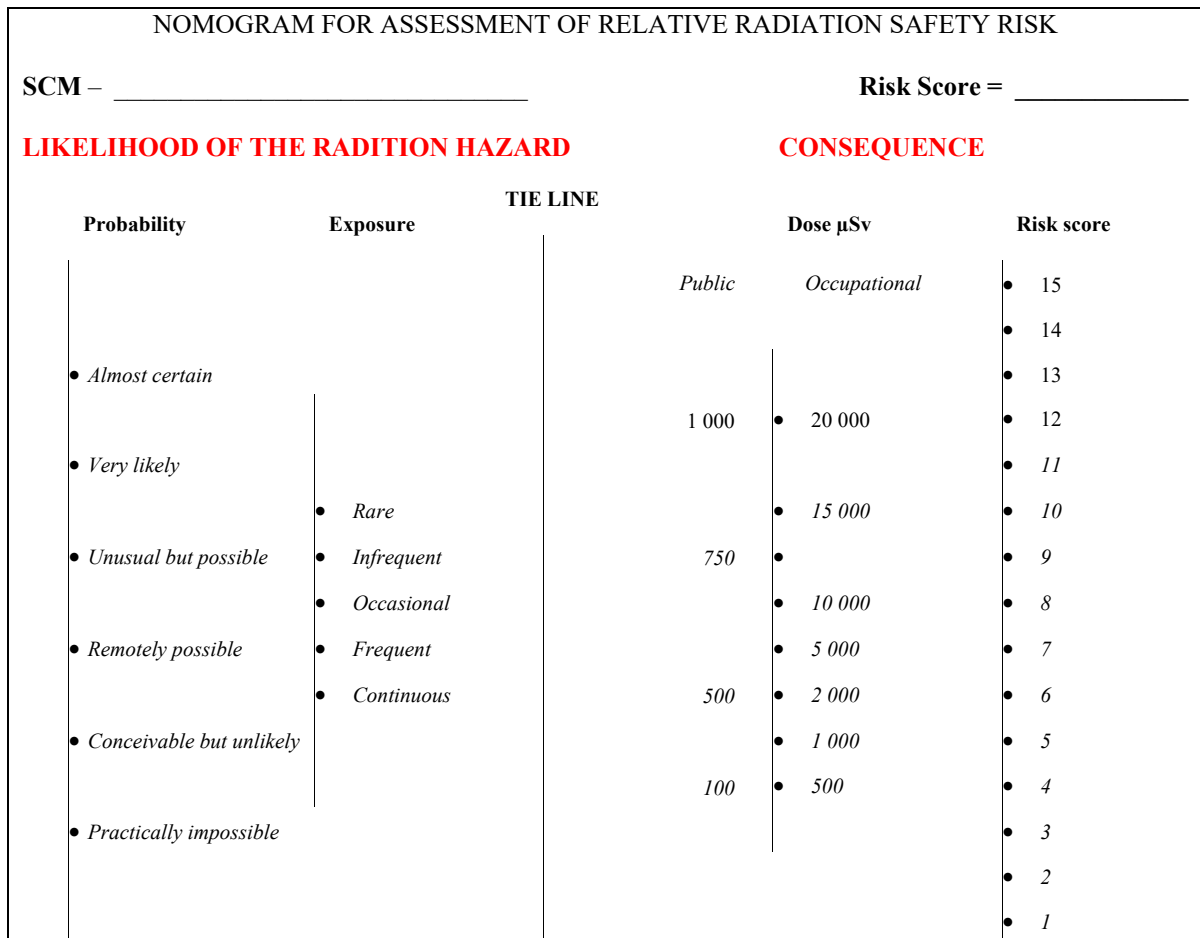 NOMOGRAM FOR ASSESSMENT OF RELATIVE RADIATION SAFETY RISK
SCM – _______________________________ Risk Score = _____________
LIKELIHOOD OF THE RADITION HAZARD CONSEQUENCE
TIE LINE
Probability Exposure Dose µSv Risk score
Public Occupational • 15
• 14
• Almost certain • 13
1 000 • 20 000 • 12
• Very likely • 11
• Rare • 15 000 • 10
• Unusual but possible • Infrequent 750 • • 9
• Occasional • 10 000 • 8
• Remotely possible • Frequent • 5 000 • 7
• Continuous 500 • 2 000 • 6
• Conceivable but unlikely • 1 000 • 5
100 • 500 • 4
• Practically impossible • 3
• 2
• 1